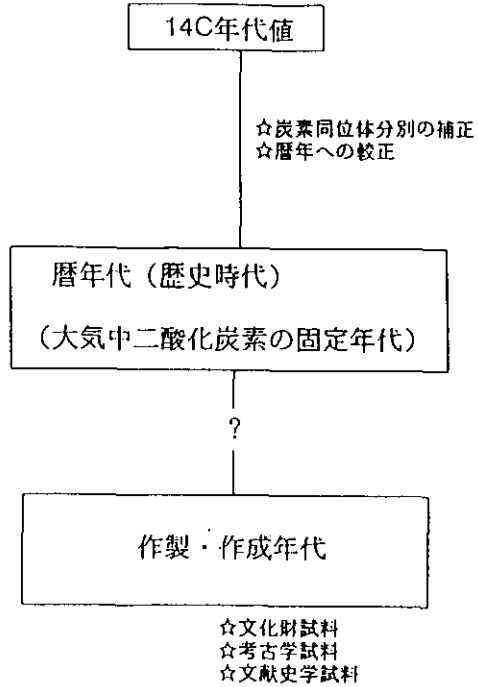 14C年代値
☆炭素同位体分別の補正
☆暦年への較正
暦年代（歴史時代）
（大気中二酸化炭素の固定年代）
?
作製・作成年代
☆文化財試料
☆考古学試料
☆文献史学試料